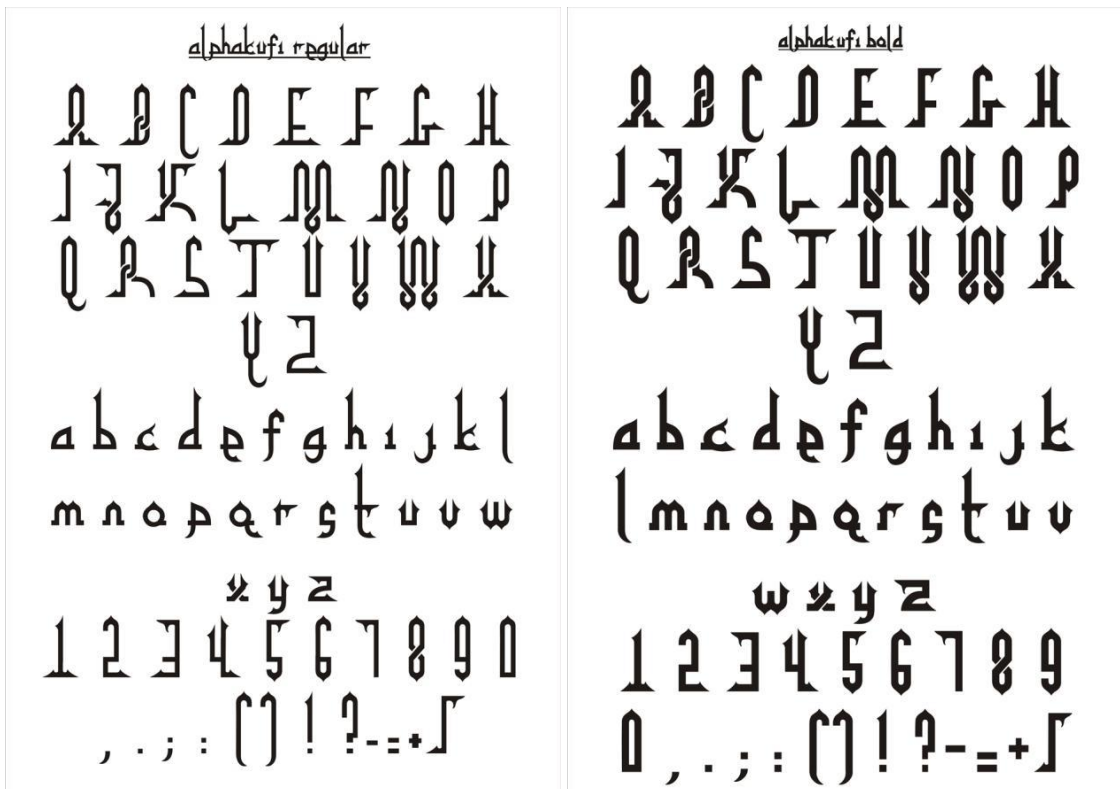 alphakufi regular
A B C D E F G H
I J K L M N O P
Q R S T U V W X
Y Z
a b c d e f g h i j k l
m n o p q r s t u v w
x y z
1 2 3 4 5 6 7 8 9 0
, . ; : ( ) ! ? - = +
alphakufi bold
A B C D E F G H
I J K L M N O P
Q R S T U V W X
Y Z
a b c d e f g h i j k
l m n o p q r s t u v
w x y z
1 2 3 4 5 6 7 8 9
0 , . ; : ( ) ! ? - = +